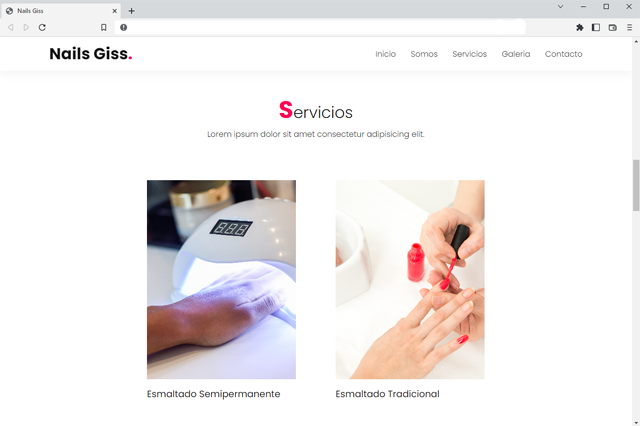 Nails Giss
Nails Giss.
Inicio Somos Servicios Galeria Contacto
Servicios
Lorem ipsum dolor sit amet consectetur adipisicing elit.
888
Esmaltado Semipermanente
Esmaltado Tradicional